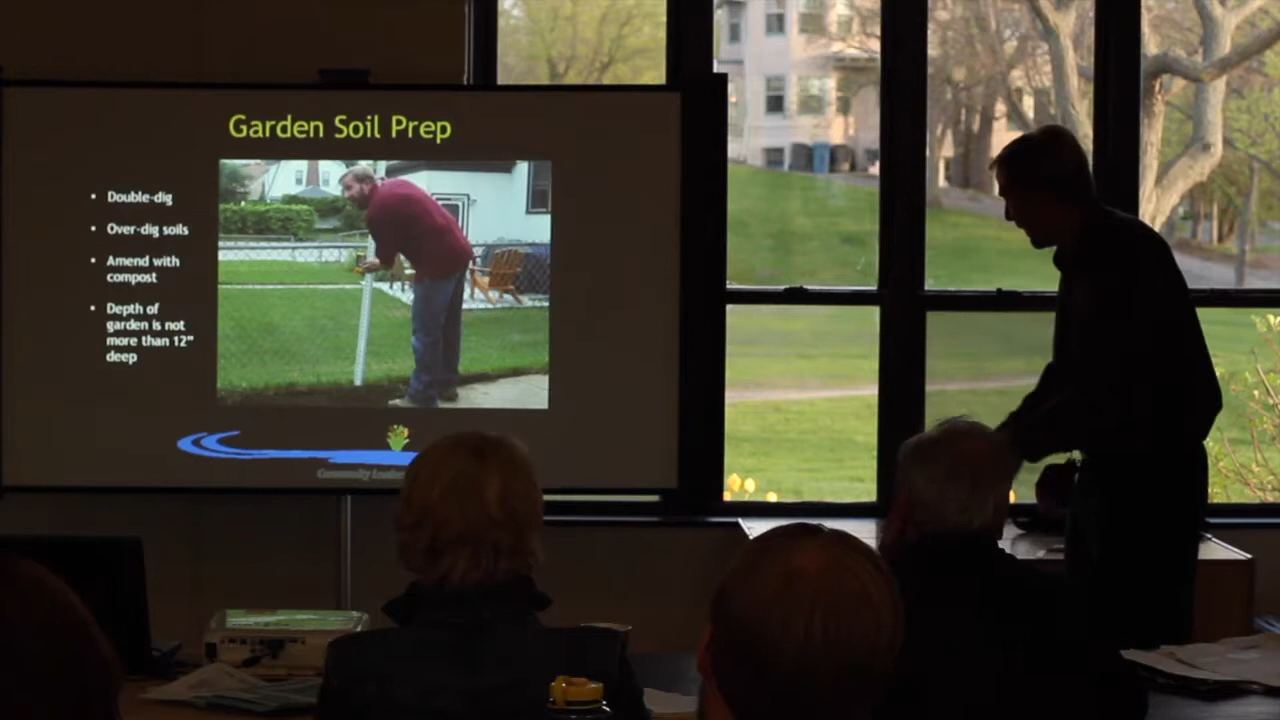 Garden Soil Prep
• Double-dig
• Over-dig soils
• Amend with
compost
• Depth of
garden is not
more than 12"
deep
Community